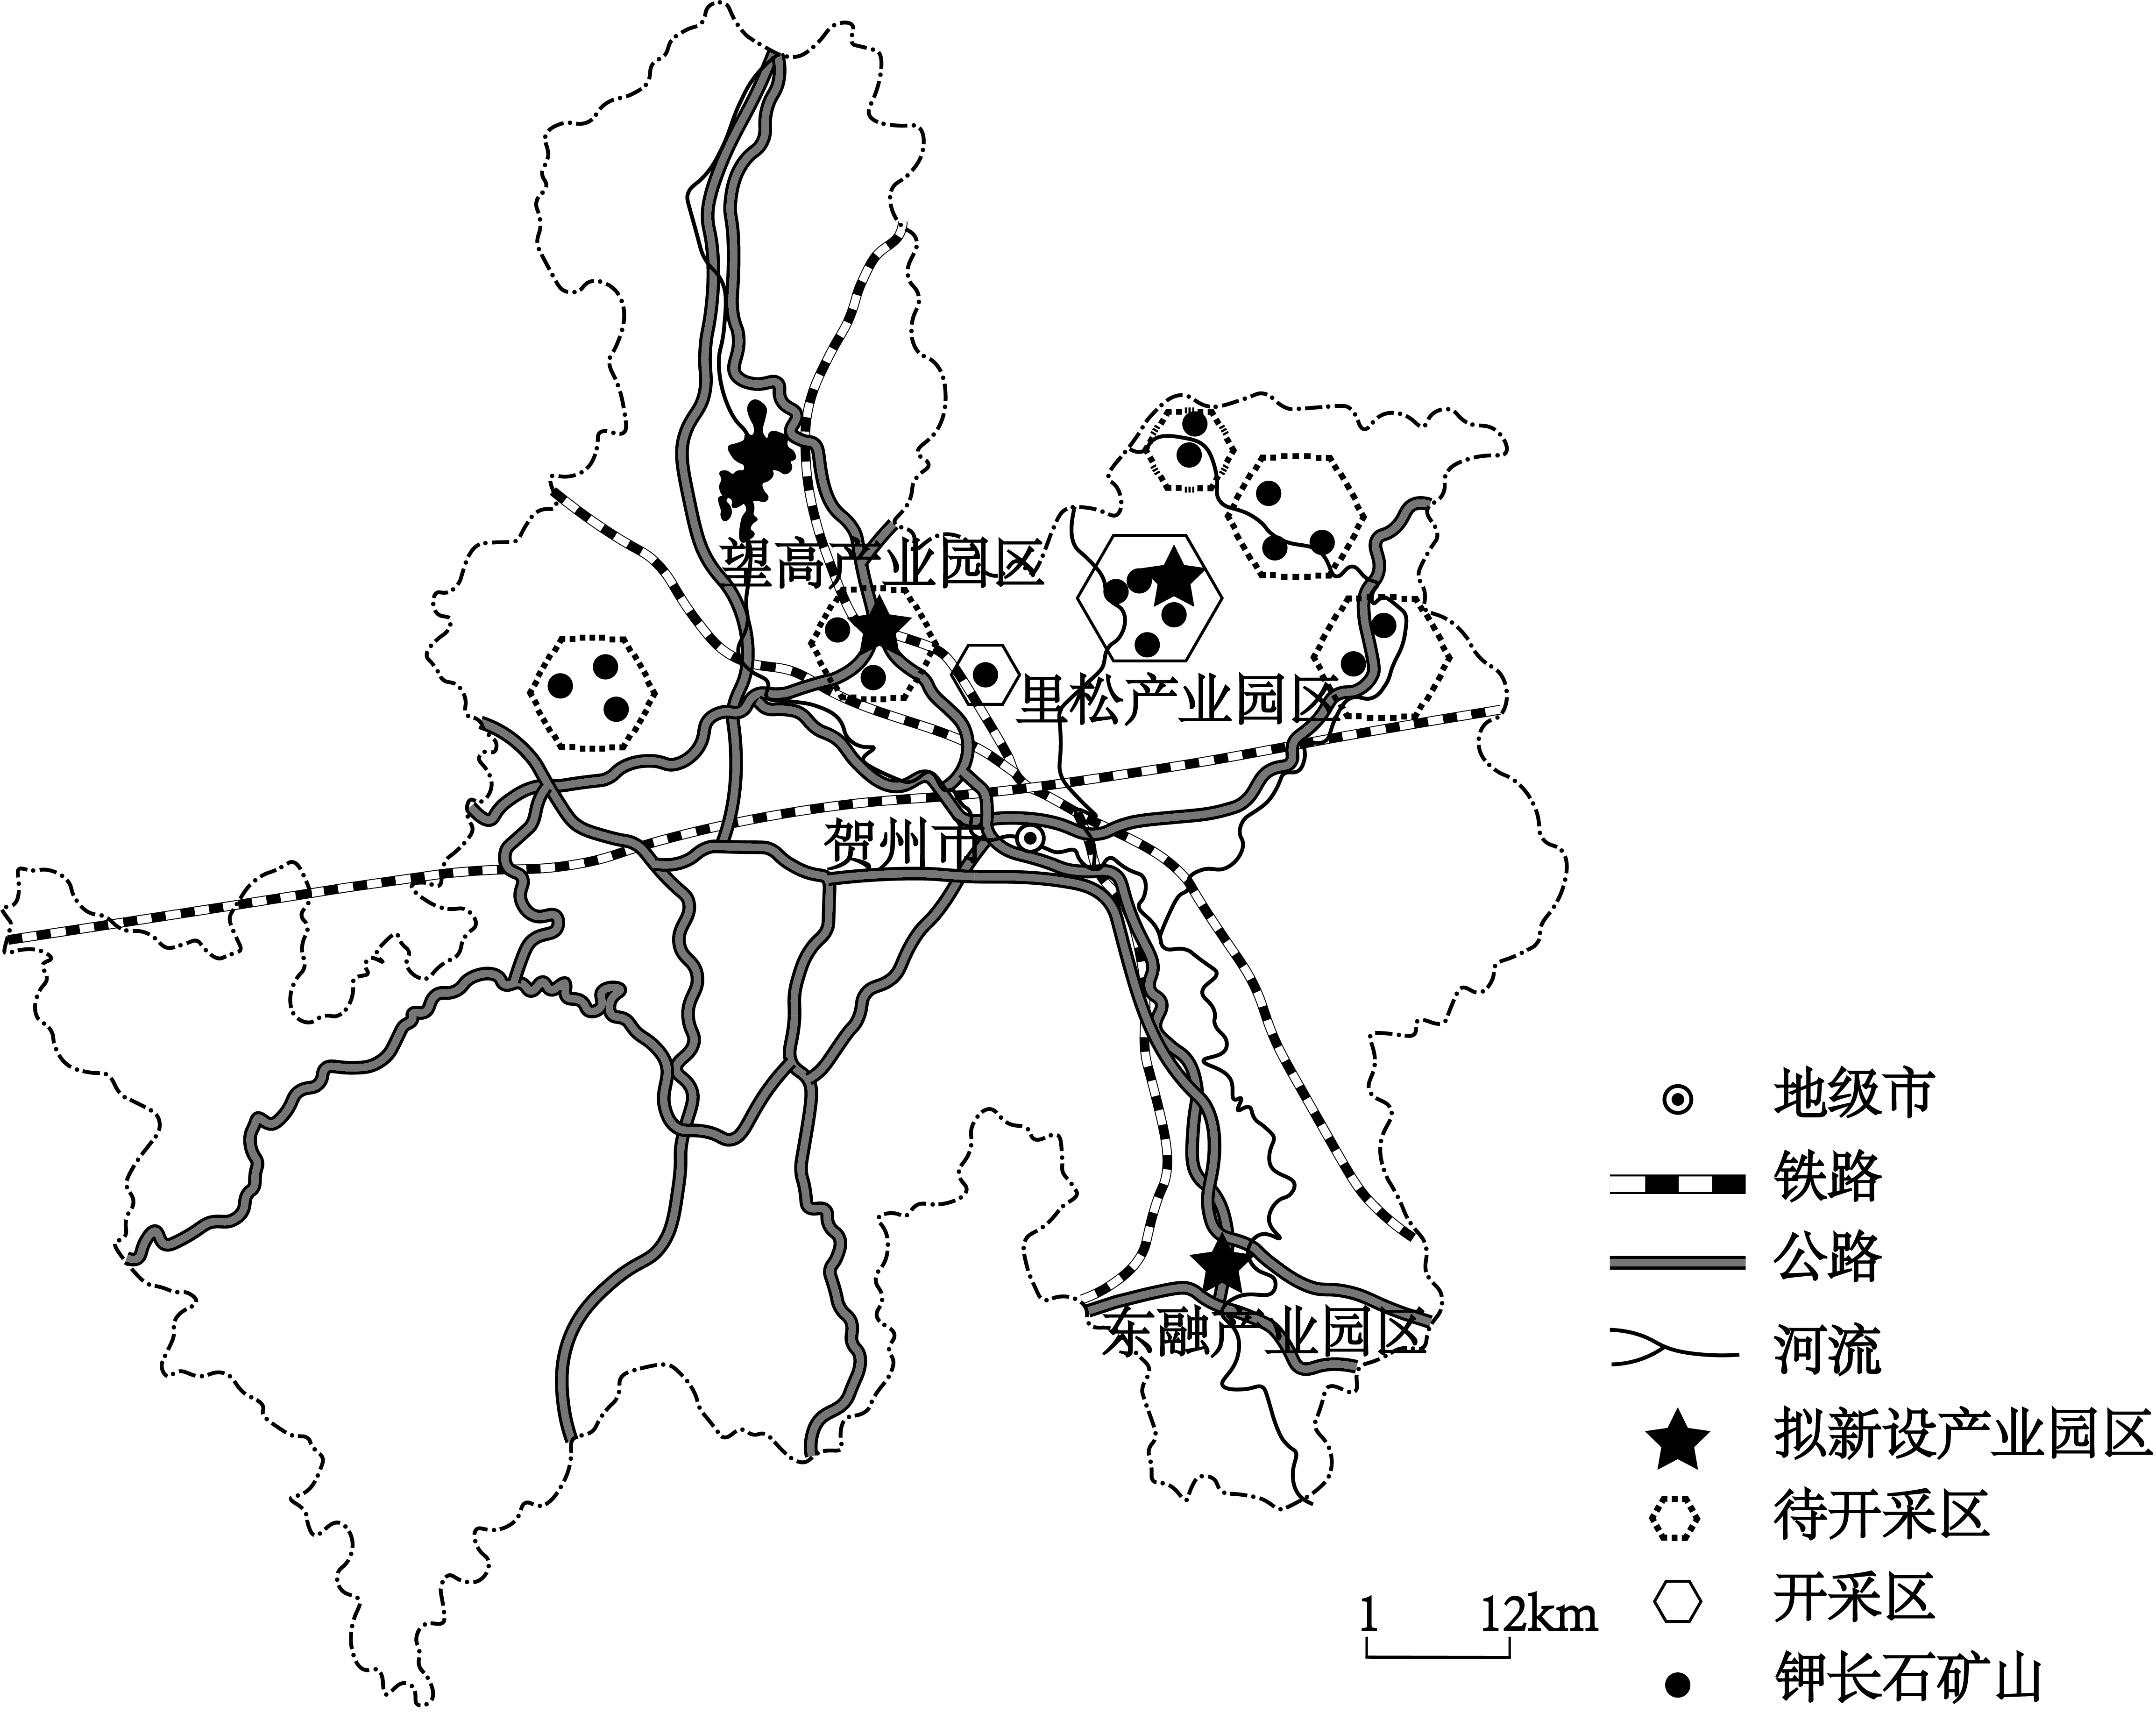 望高产业园区
里松产业园区
贺州市
东融产业园区
地级市
铁路
公路
河流
拟新设产业园区
待开采区
开采区
钾长石矿山
1 12km